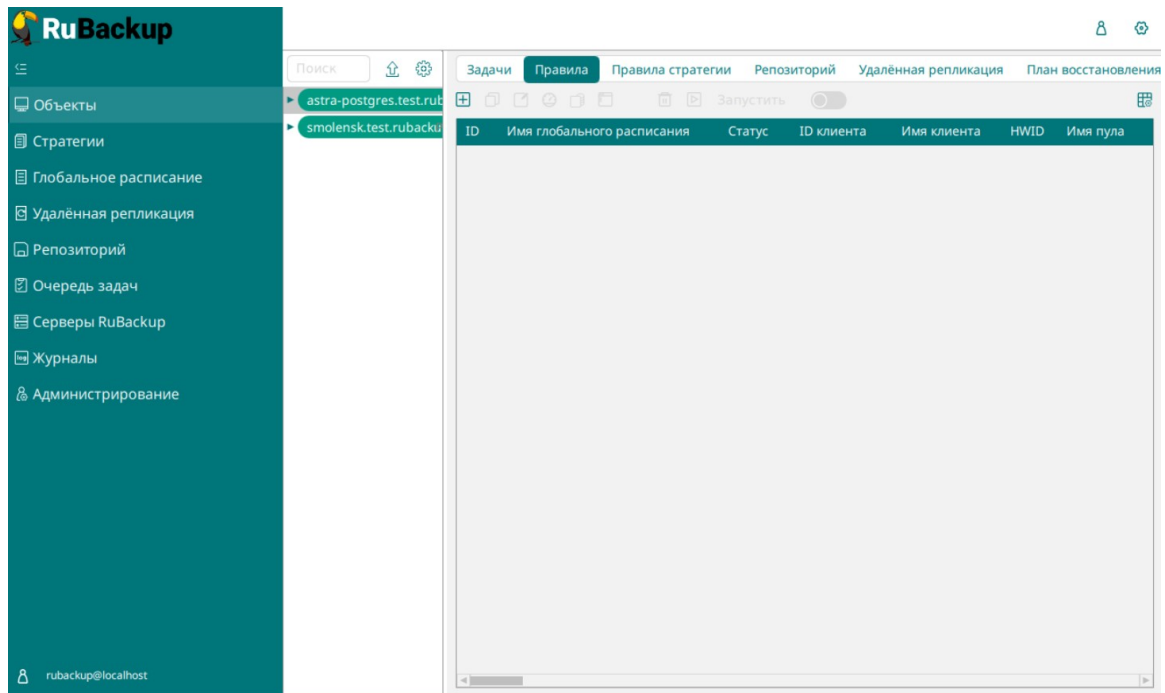 RuBackup
Объекты
Стратегии
Глобальное расписание
Удалённая репликация
Репозиторий
Очередь задач
Серверы RuBackup
Журналы
Администрирование
rubackup@localhost
Поиск
astra-postgres.test.rub
smolensk.test.rubacku
Задачи Правила Правила стратегии Репозиторий Удалённая репликация План восстановления
Запустить
ID Имя глобального расписания Статус ID клиента Имя клиента HWID Имя пула